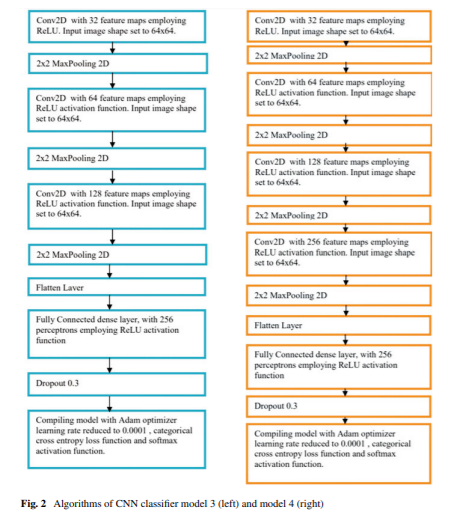 Conv2D with 32 feature maps employing
ReLU. Input image shape set to 64x64.
2x2 MaxPooling 2D
Conv2D with 64 feature maps employing
ReLU activation function. Input image shape
set to 64x64.
2x2 MaxPooling 2D
Conv2D with 128 feature maps employing
ReLU activation function. Input image shape
set to 64x64.
2x2 MaxPooling 2D
Flatten Layer
Fully Connected dense layer, with 256
perceptrons employing ReLU activation
function
Dropout 0.3
Compiling model with Adam optimizer
learning rate reduced to 0.0001 , categorical
cross entropy loss function and softmax
activation function.
Conv2D with 32 feature maps employing
ReLU. Input image shape set to 64x64.
2x2 MaxPooling 2D
Conv2D with 64 feature maps employing
ReLU activation function. Input image shape
set to 64x64.
2x2 MaxPooling 2D
Conv2D with 128 feature maps employing
ReLU activation function. Input image shape
set to 64x64.
2x2 MaxPooling 2D
Conv2D with 256 feature maps employing
ReLU activation function. Input image shape
set to 64x64.
2x2 MaxPooling 2D
Flatten Layer
Fully Connected dense layer, with 256
perceptrons employing ReLU activation
function
Dropout 0.3
Compiling model with Adam optimizer
learning rate reduced to 0.0001 , categorical
cross entropy loss function and softmax
activation function.
Fig. 2 Algorithms of CNN classifier model 3 (left) and model 4 (right)